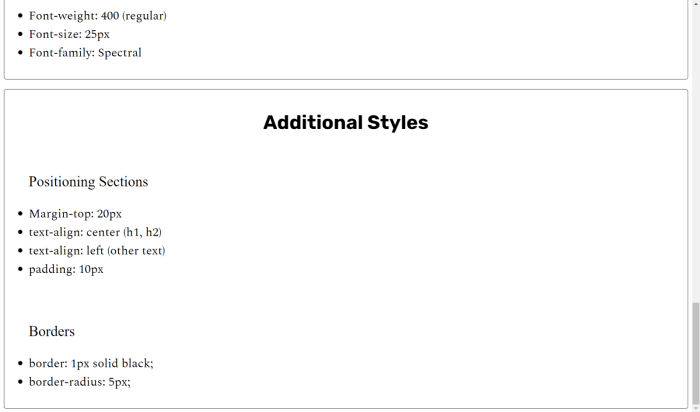 Font-weight: 400 (regular)
Font-size: 25px
Font-family: Spectral
Additional Styles
Positioning Sections
Margin-top: 20px
text-align: center (h1, h2)
text-align: left (other text)
padding: 10px
Borders
border: 1px solid black;
border-radius: 5px;